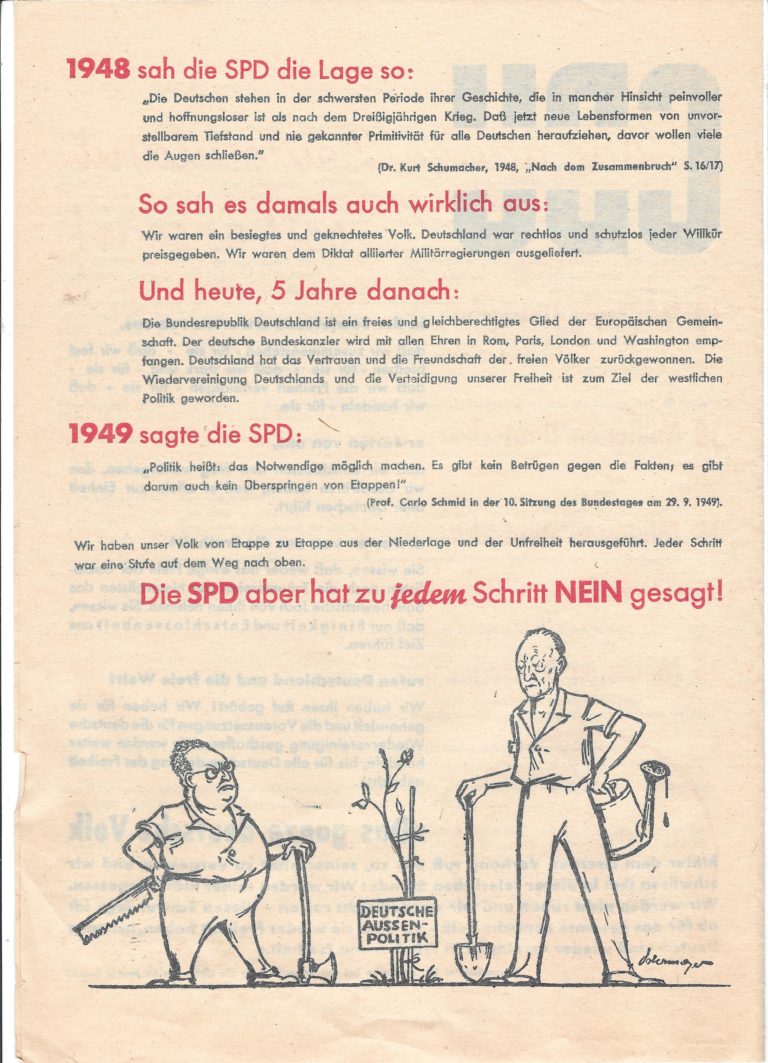 1948 sah die SPD die Lage so:
„Die Deutschen stehen in der schwersten Periode ihrer Geschichte, die in mancher Hinsicht peinvoller
und hoffnungsloser ist als nach dem Dreißigjährigen Krieg. Daß jetzt neue Lebensformen von unvor-
stellbarem Tiefstand und nie gekannter Primitivität für alle Deutschen heraufziehen, davor wollen viele
die Augen schließen.“
(Dr. Kurt Schumacher, 1948, „Nach dem Zusammenbruch“ S. 16/17)
So sah es damals auch wirklich aus:
Wir waren ein besiegtes und geknechtetes Volk. Deutschland war rechtlos und schutzlos jeder Willkür
preisgegeben. Wir waren dem Diktat alliierter Militärregierungen ausgeliefert.
Und heute, 5 Jahre danach:
Die Bundesrepublik Deutschland ist ein freies und gleichberechtigtes Glied der Europäischen Gemein-
schaft. Der deutsche Bundeskanzler wird mit allen Ehren in Rom, Paris, London und Washington emp-
fangen. Deutschland hat das Vertrauen und die Freundschaft der freien Völker zurückgewonnen. Die
Wiedervereinigung Deutschlands und die Verteidigung unserer Freiheit ist zum Ziel der westlichen
Politik geworden.
1949 sagte die SPD:
„Politik heißt: das Notwendige möglich machen. Es gibt kein Betrügen gegen die Fakten; es gibt
darum auch kein Überspringen von Etappen!“
(Prof. Carlo Schmid in der 10. Sitzung des Bundestages am 29. 9. 1949).
Wir haben unser Volk von Etappe zu Etappe aus der Niederlage und der Unfreiheit herausgeführt. Jeder Schritt
war eine Stufe auf dem Weg nach oben.
Die SPD aber hat zu jedem Schritt NEIN gesagt!
DEUTSCHE
AUSSEN-
POLITIK